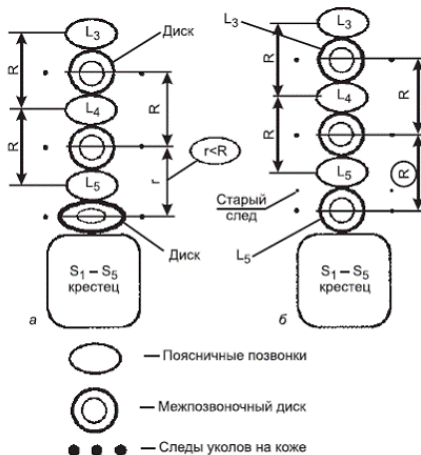 L3
Диск
R
L4
R
R
r<R
r
L5
Диск
S1 – S5
крестец
а
L3
L3
R
L4
R
R
L5
R
Старый
след
L5
S1 – S5
крестец
б
— Поясничные позвонки
— Межпозвоночный диск
— Следы уколов на коже